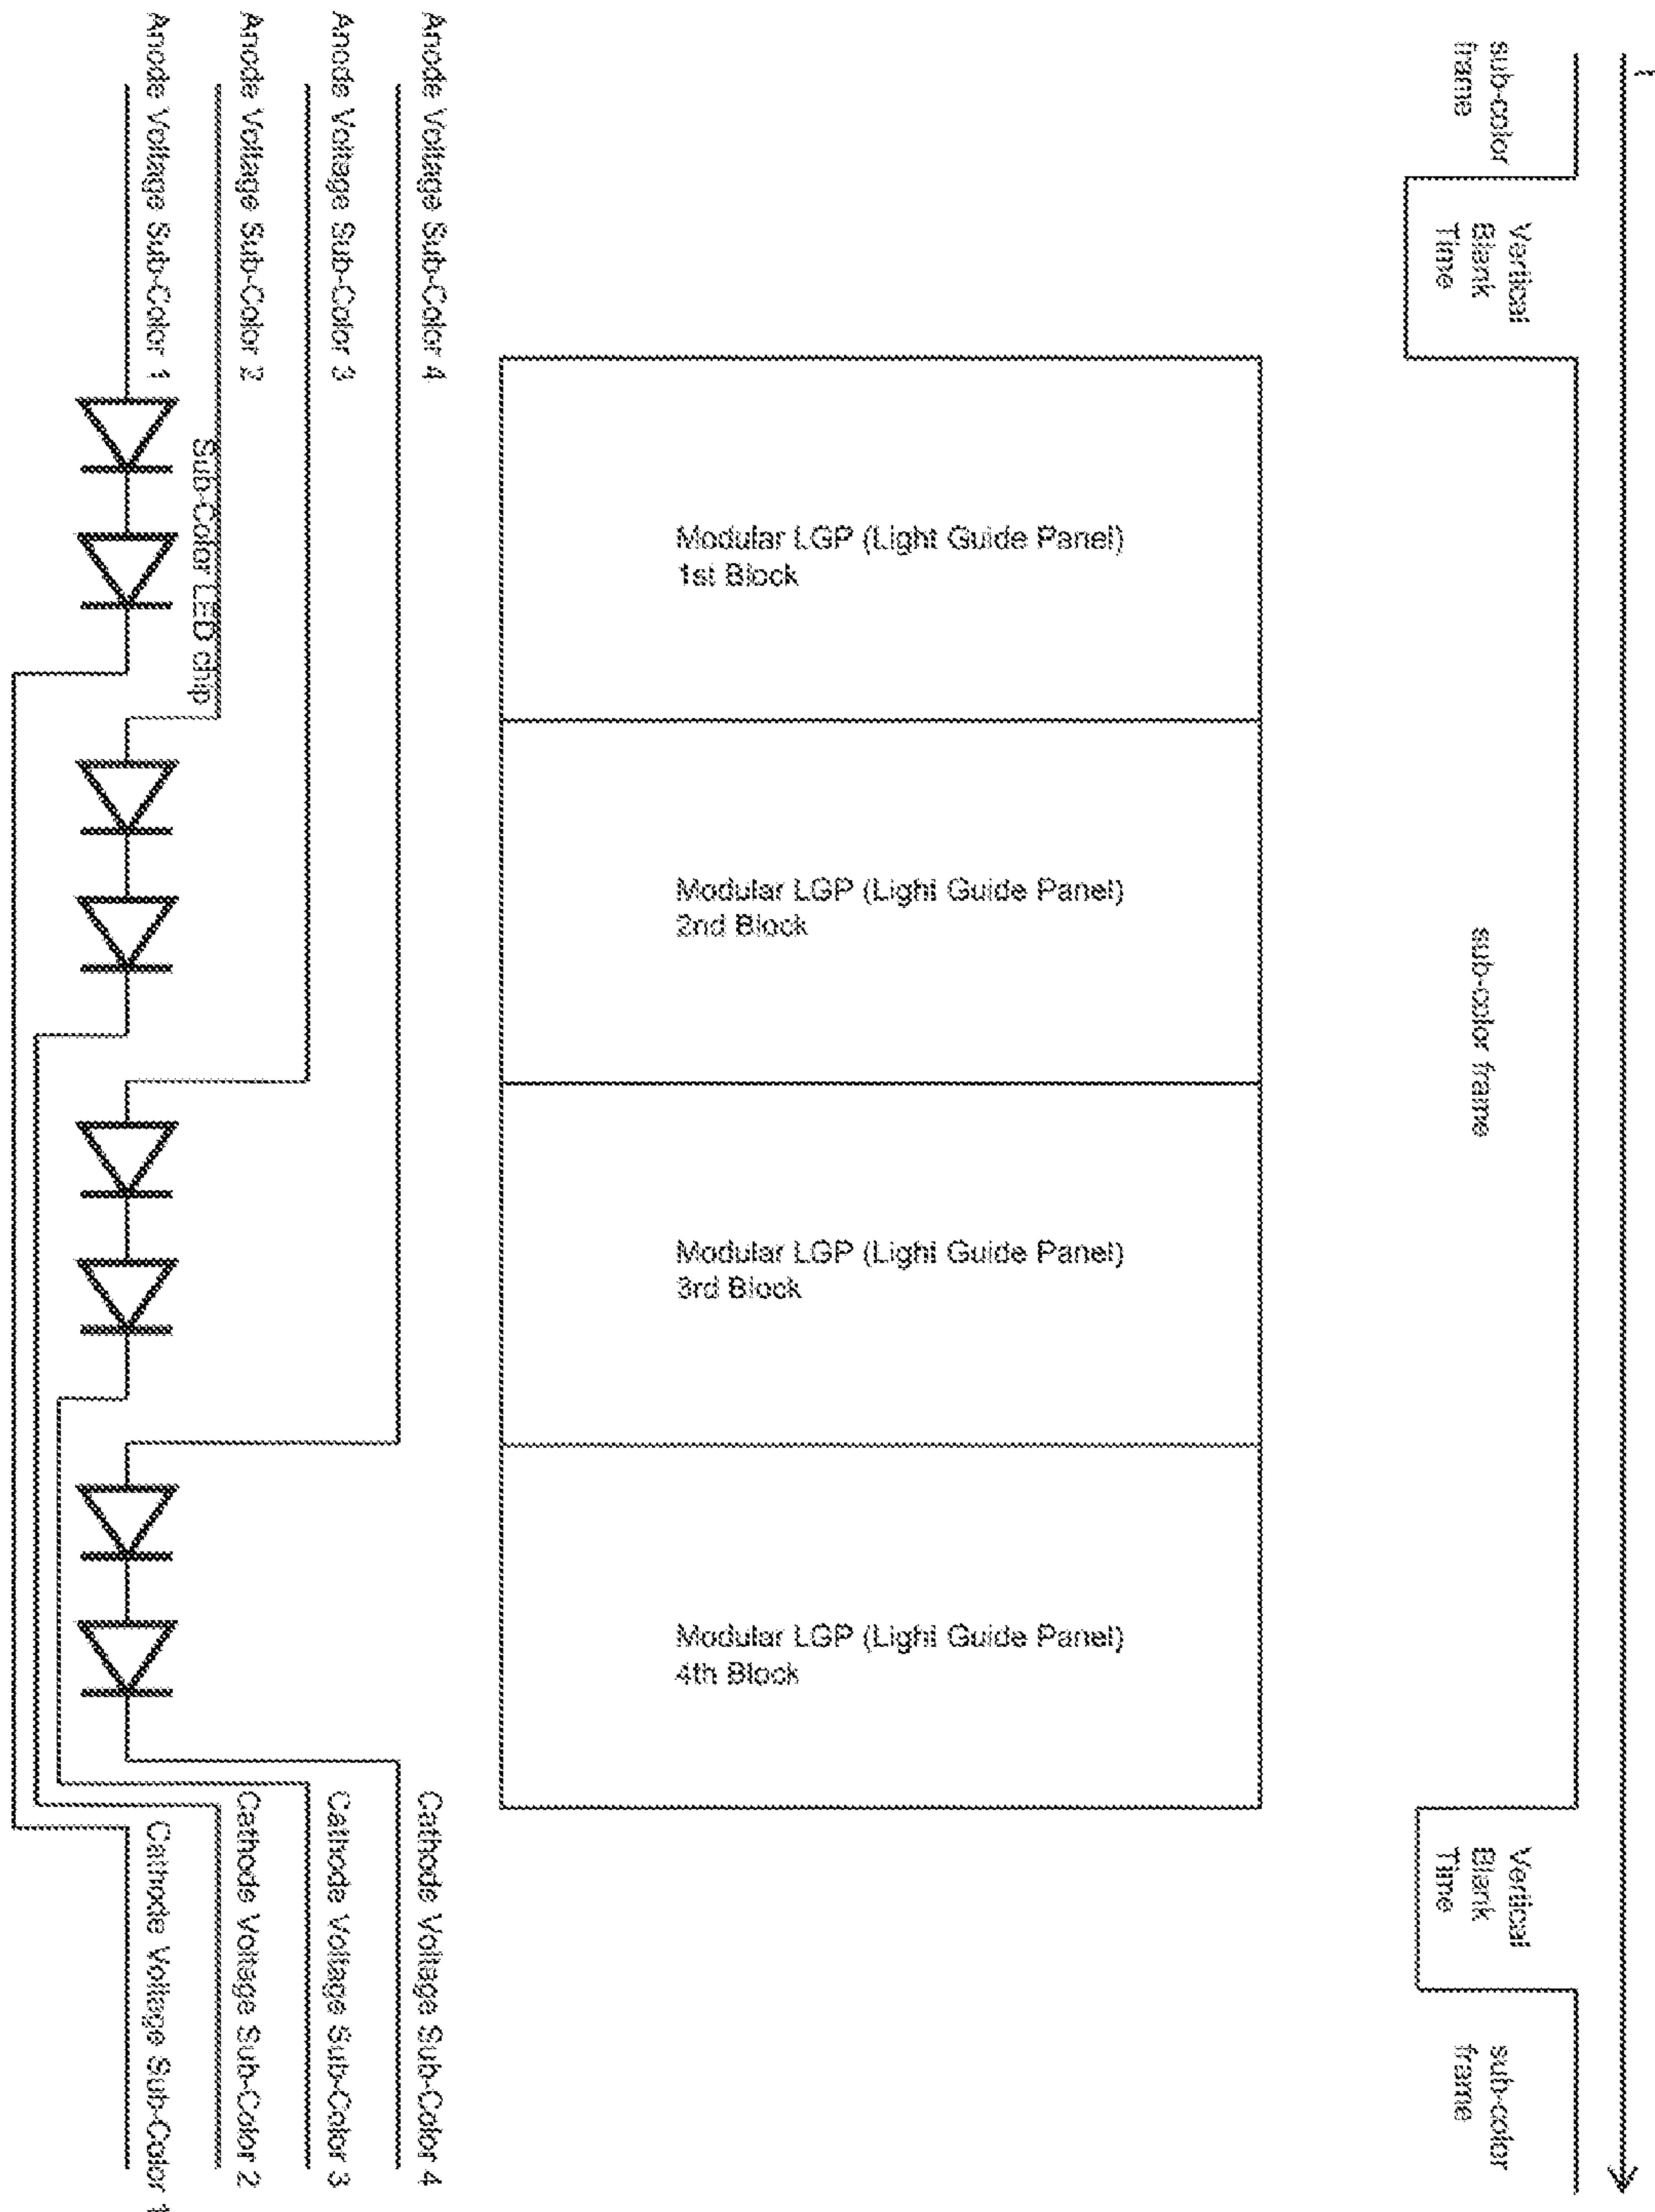 Anode Voltage Sub-Color 1
Anode Voltage Sub-Color 2
Anode Voltage Sub-Color 3
Anode Voltage Sub-Color 4
Sub-Color LED chip
Modular LGP (Light Guide Panel)
1st Block
Modular LGP (Light Guide Panel)
2nd Block
Modular LGP (Light Guide Panel)
3rd Block
Modular LGP (Light Guide Panel)
4th Block
sub-color
frame
Vertical
Blank
Time
sub-color frame
Vertical
Blank
Time
sub-color
frame
Cathode Voltage Sub-Color 1
Cathode Voltage Sub-Color 2
Cathode Voltage Sub-Color 3
Cathode Voltage Sub-Color 4